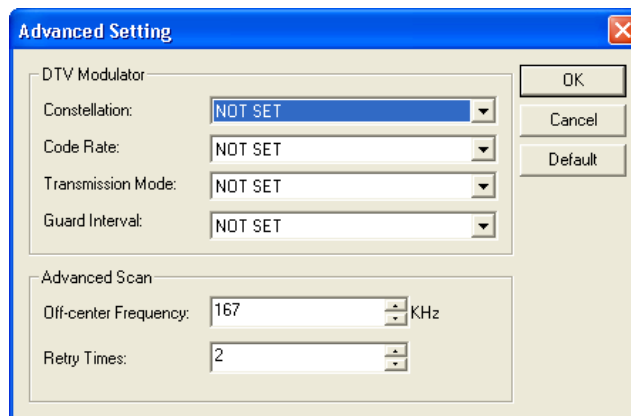 Advanced Setting
DTV Modulator
Constellation: NOT SET
Code Rate: NOT SET
Transmission Mode: NOT SET
Guard Interval: NOT SET
Advanced Scan
Off-center Frequency: 167 KHz
Retry Times: 2
OK
Cancel
Default